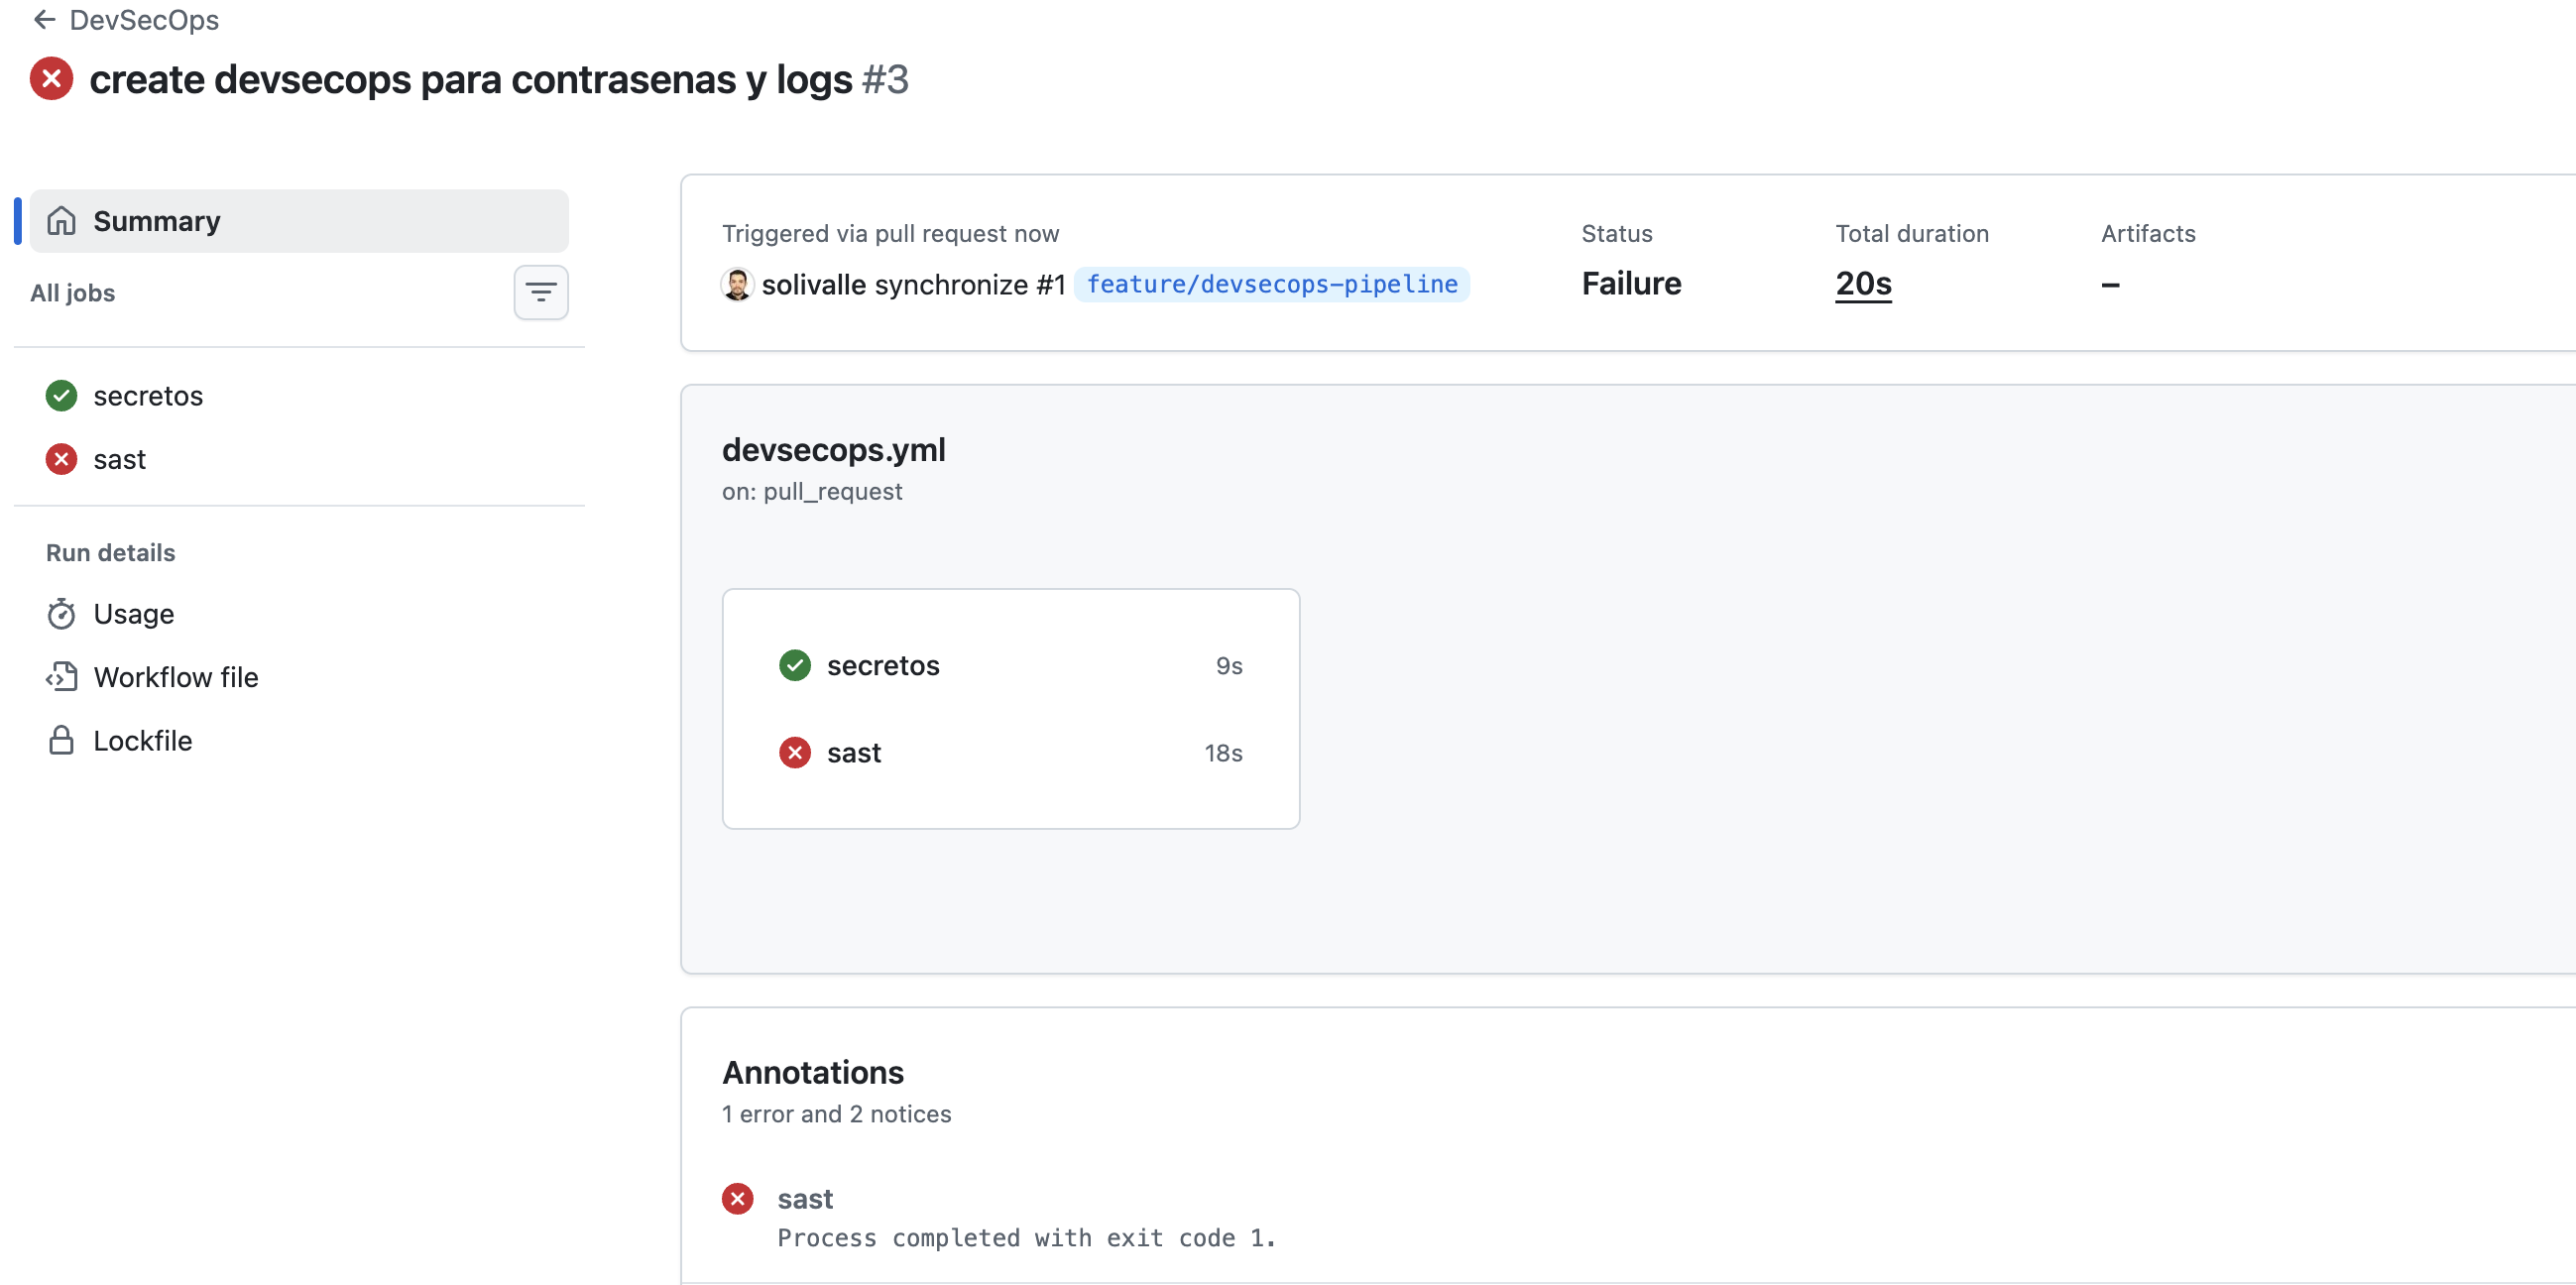 DevSecOps
create devsecops para contrasenas y logs #3
Summary
All jobs
secretos
sast
Run details
Usage
Workflow file
Lockfile
Triggered via pull request now
solivalle synchronize #1 feature/devsecops-pipeline
Status
Failure
Total duration
20s
Artifacts
–
devsecops.yml
on: pull_request
secretos 9s
sast 18s
Annotations
1 error and 2 notices
sast
Process completed with exit code 1.